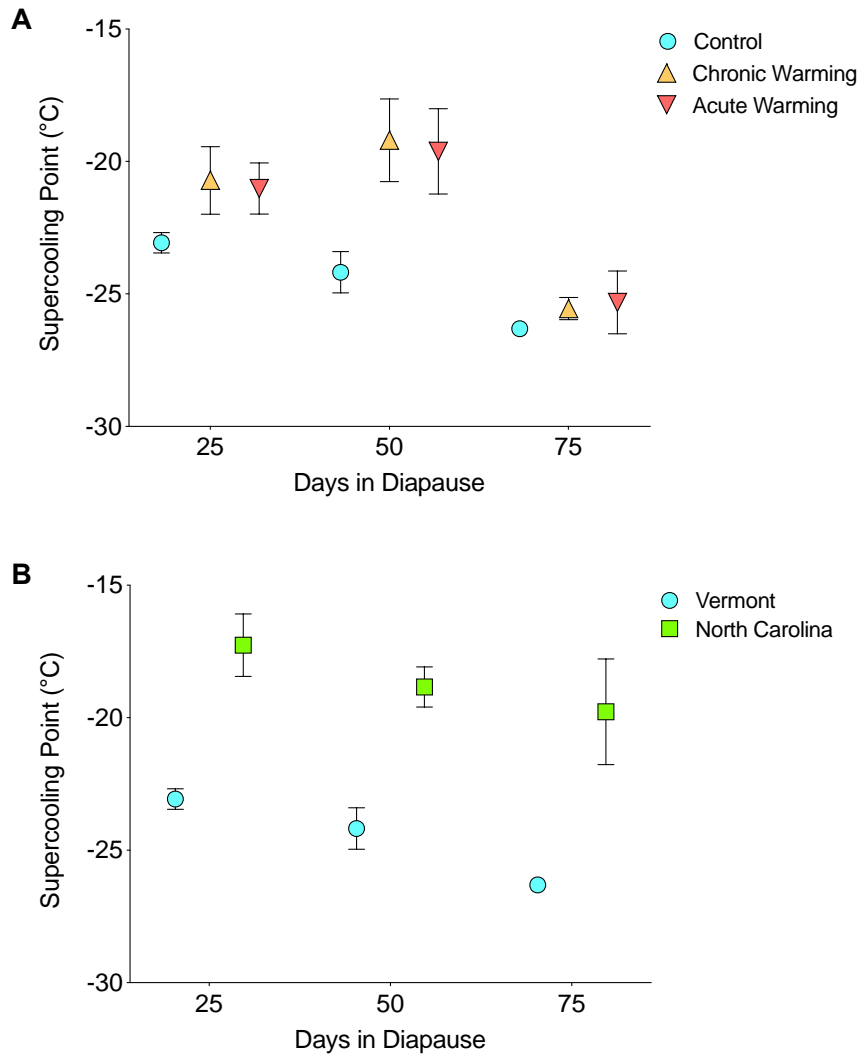 A
-15
-20
-25
-30
Supercooling Point (°C)
25 50 75
Days in Diapause
Control
Chronic Warming
Acute Warming
B
-15
-20
-25
-30
Supercooling Point (°C)
25 50 75
Days in Diapause
Vermont
North Carolina